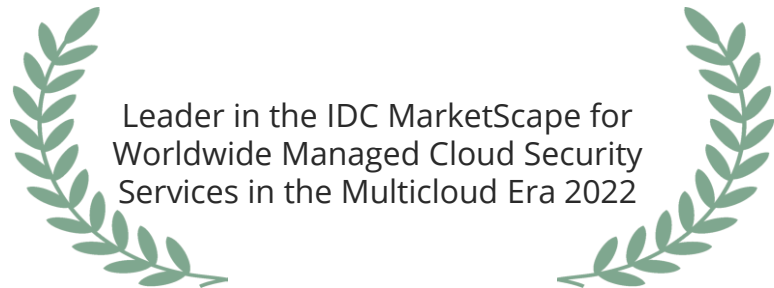 Leader in the IDC MarketScape for
Worldwide Managed Cloud Security
Services in the Multicloud Era 2022